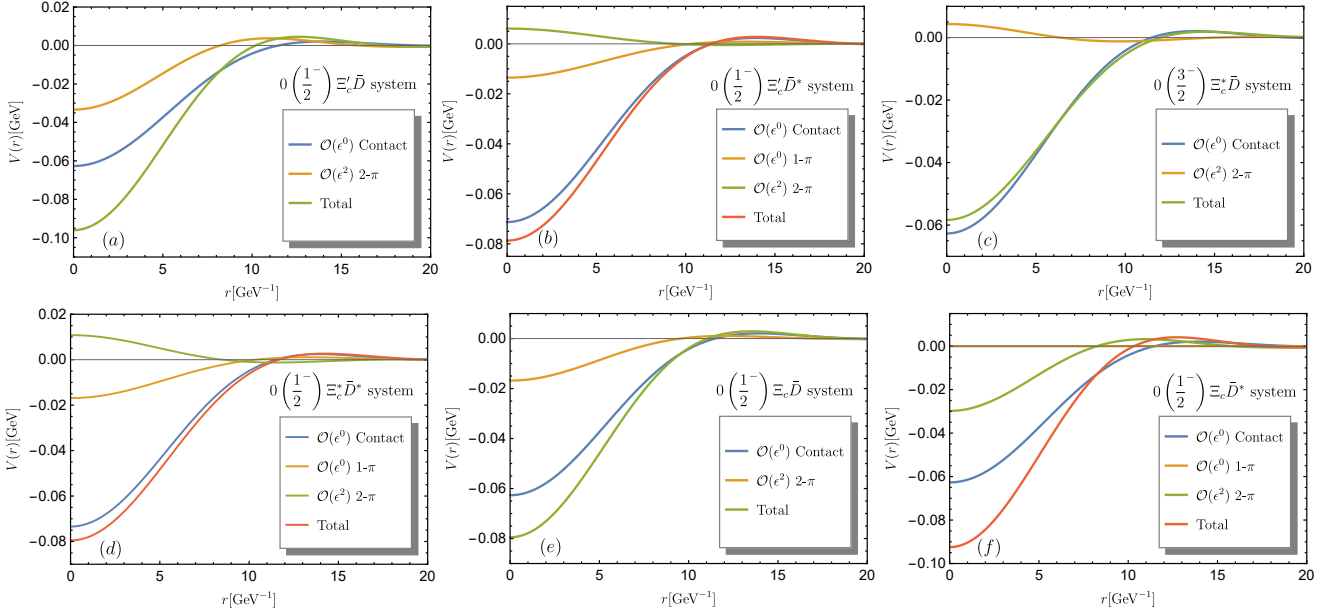 0.02
0.00
−0.02
−0.04
−0.06
−0.08
−0.10
V(r)[GeV]
0 5 10 15 20
r[GeV⁻¹]
0 (1/2⁻) Ξ′_c D̄ system
O(ϵ⁰) Contact
O(ϵ²) 2-π
Total
(a)
0.00
−0.02
−0.04
−0.06
−0.08
V(r)[GeV]
0 5 10 15 20
r[GeV⁻¹]
0 (1/2⁻) Ξ′_c D̄* system
O(ϵ⁰) Contact
O(ϵ⁰) 1-π
O(ϵ²) 2-π
Total
(b)
0.00
−0.02
−0.04
−0.06
V(r)[GeV]
0 5 10 15 20
r[GeV⁻¹]
0 (3/2⁻) Ξ*_c D̄ system
O(ϵ⁰) Contact
O(ϵ²) 2-π
Total
(c)
0.02
0.00
−0.02
−0.04
−0.06
−0.08
V(r)[GeV]
0 5 10 15 20
r[GeV⁻¹]
0 (1/2⁻) Ξ*_c D̄* system
O(ϵ⁰) Contact
O(ϵ⁰) 1-π
O(ϵ²) 2-π
Total
(d)
0.00
−0.02
−0.04
−0.06
−0.08
V(r)[GeV]
0 5 10 15 20
r[GeV⁻¹]
0 (1/2⁻) Ξ_c D̄ system
O(ϵ⁰) Contact
O(ϵ²) 2-π
Total
(e)
0.00
−0.02
−0.04
−0.06
−0.08
−0.10
V(r)[GeV]
0 5 10 15 20
r[GeV⁻¹]
0 (1/2⁻) Ξ_c D̄* system
O(ϵ⁰) Contact
O(ϵ⁰) 1-π
O(ϵ²) 2-π
Total
(f)